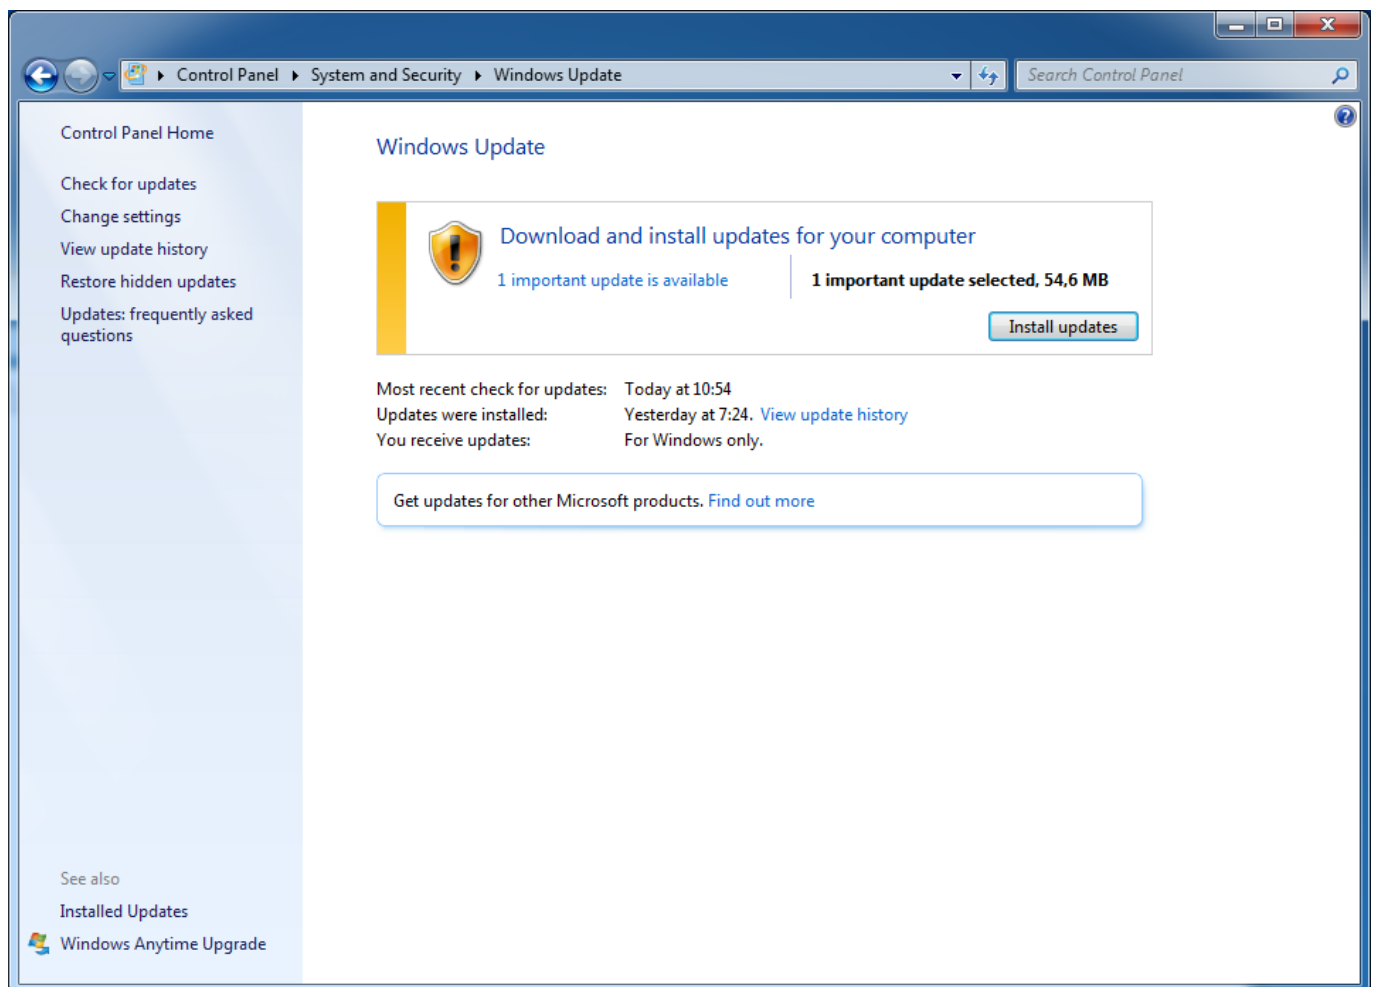 Control Panel ▸ System and Security ▸ Windows Update
Search Control Panel
Control Panel Home
Check for updates
Change settings
View update history
Restore hidden updates
Updates: frequently asked
questions
See also
Installed Updates
Windows Anytime Upgrade
Windows Update
Download and install updates for your computer
1 important update is available
1 important update selected, 54,6 MB
Install updates
Most recent check for updates: Today at 10:54
Updates were installed: Yesterday at 7:24. View update history
You receive updates: For Windows only.
Get updates for other Microsoft products. Find out more